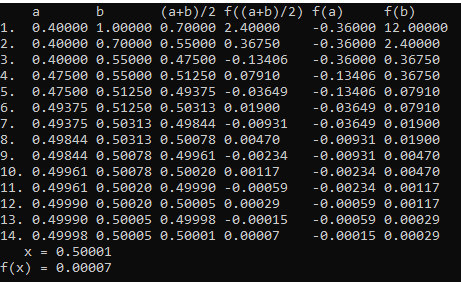 a b (a+b)/2 f((a+b)/2) f(a) f(b)
1. 0.40000 1.00000 0.70000 2.40000 -0.36000 12.00000
2. 0.40000 0.70000 0.55000 0.36750 -0.36000 2.40000
3. 0.40000 0.55000 0.47500 -0.13406 -0.36000 0.36750
4. 0.47500 0.55000 0.51250 0.07910 -0.13406 0.36750
5. 0.47500 0.51250 0.49375 -0.03649 -0.13406 0.07910
6. 0.49375 0.51250 0.50313 0.01900 -0.03649 0.07910
7. 0.49375 0.50313 0.49844 -0.00931 -0.03649 0.01900
8. 0.49844 0.50313 0.50078 0.00470 -0.00931 0.01900
9. 0.49844 0.50078 0.49961 -0.00234 -0.00931 0.00470
10. 0.49961 0.50078 0.50020 0.00117 -0.00234 0.00470
11. 0.49961 0.50020 0.49990 -0.00059 -0.00234 0.00117
12. 0.49990 0.50020 0.50005 0.00029 -0.00059 0.00117
13. 0.49990 0.50005 0.49998 -0.00015 -0.00059 0.00029
14. 0.49998 0.50005 0.50001 0.00007 -0.00015 0.00029
x = 0.50001
f(x) = 0.00007